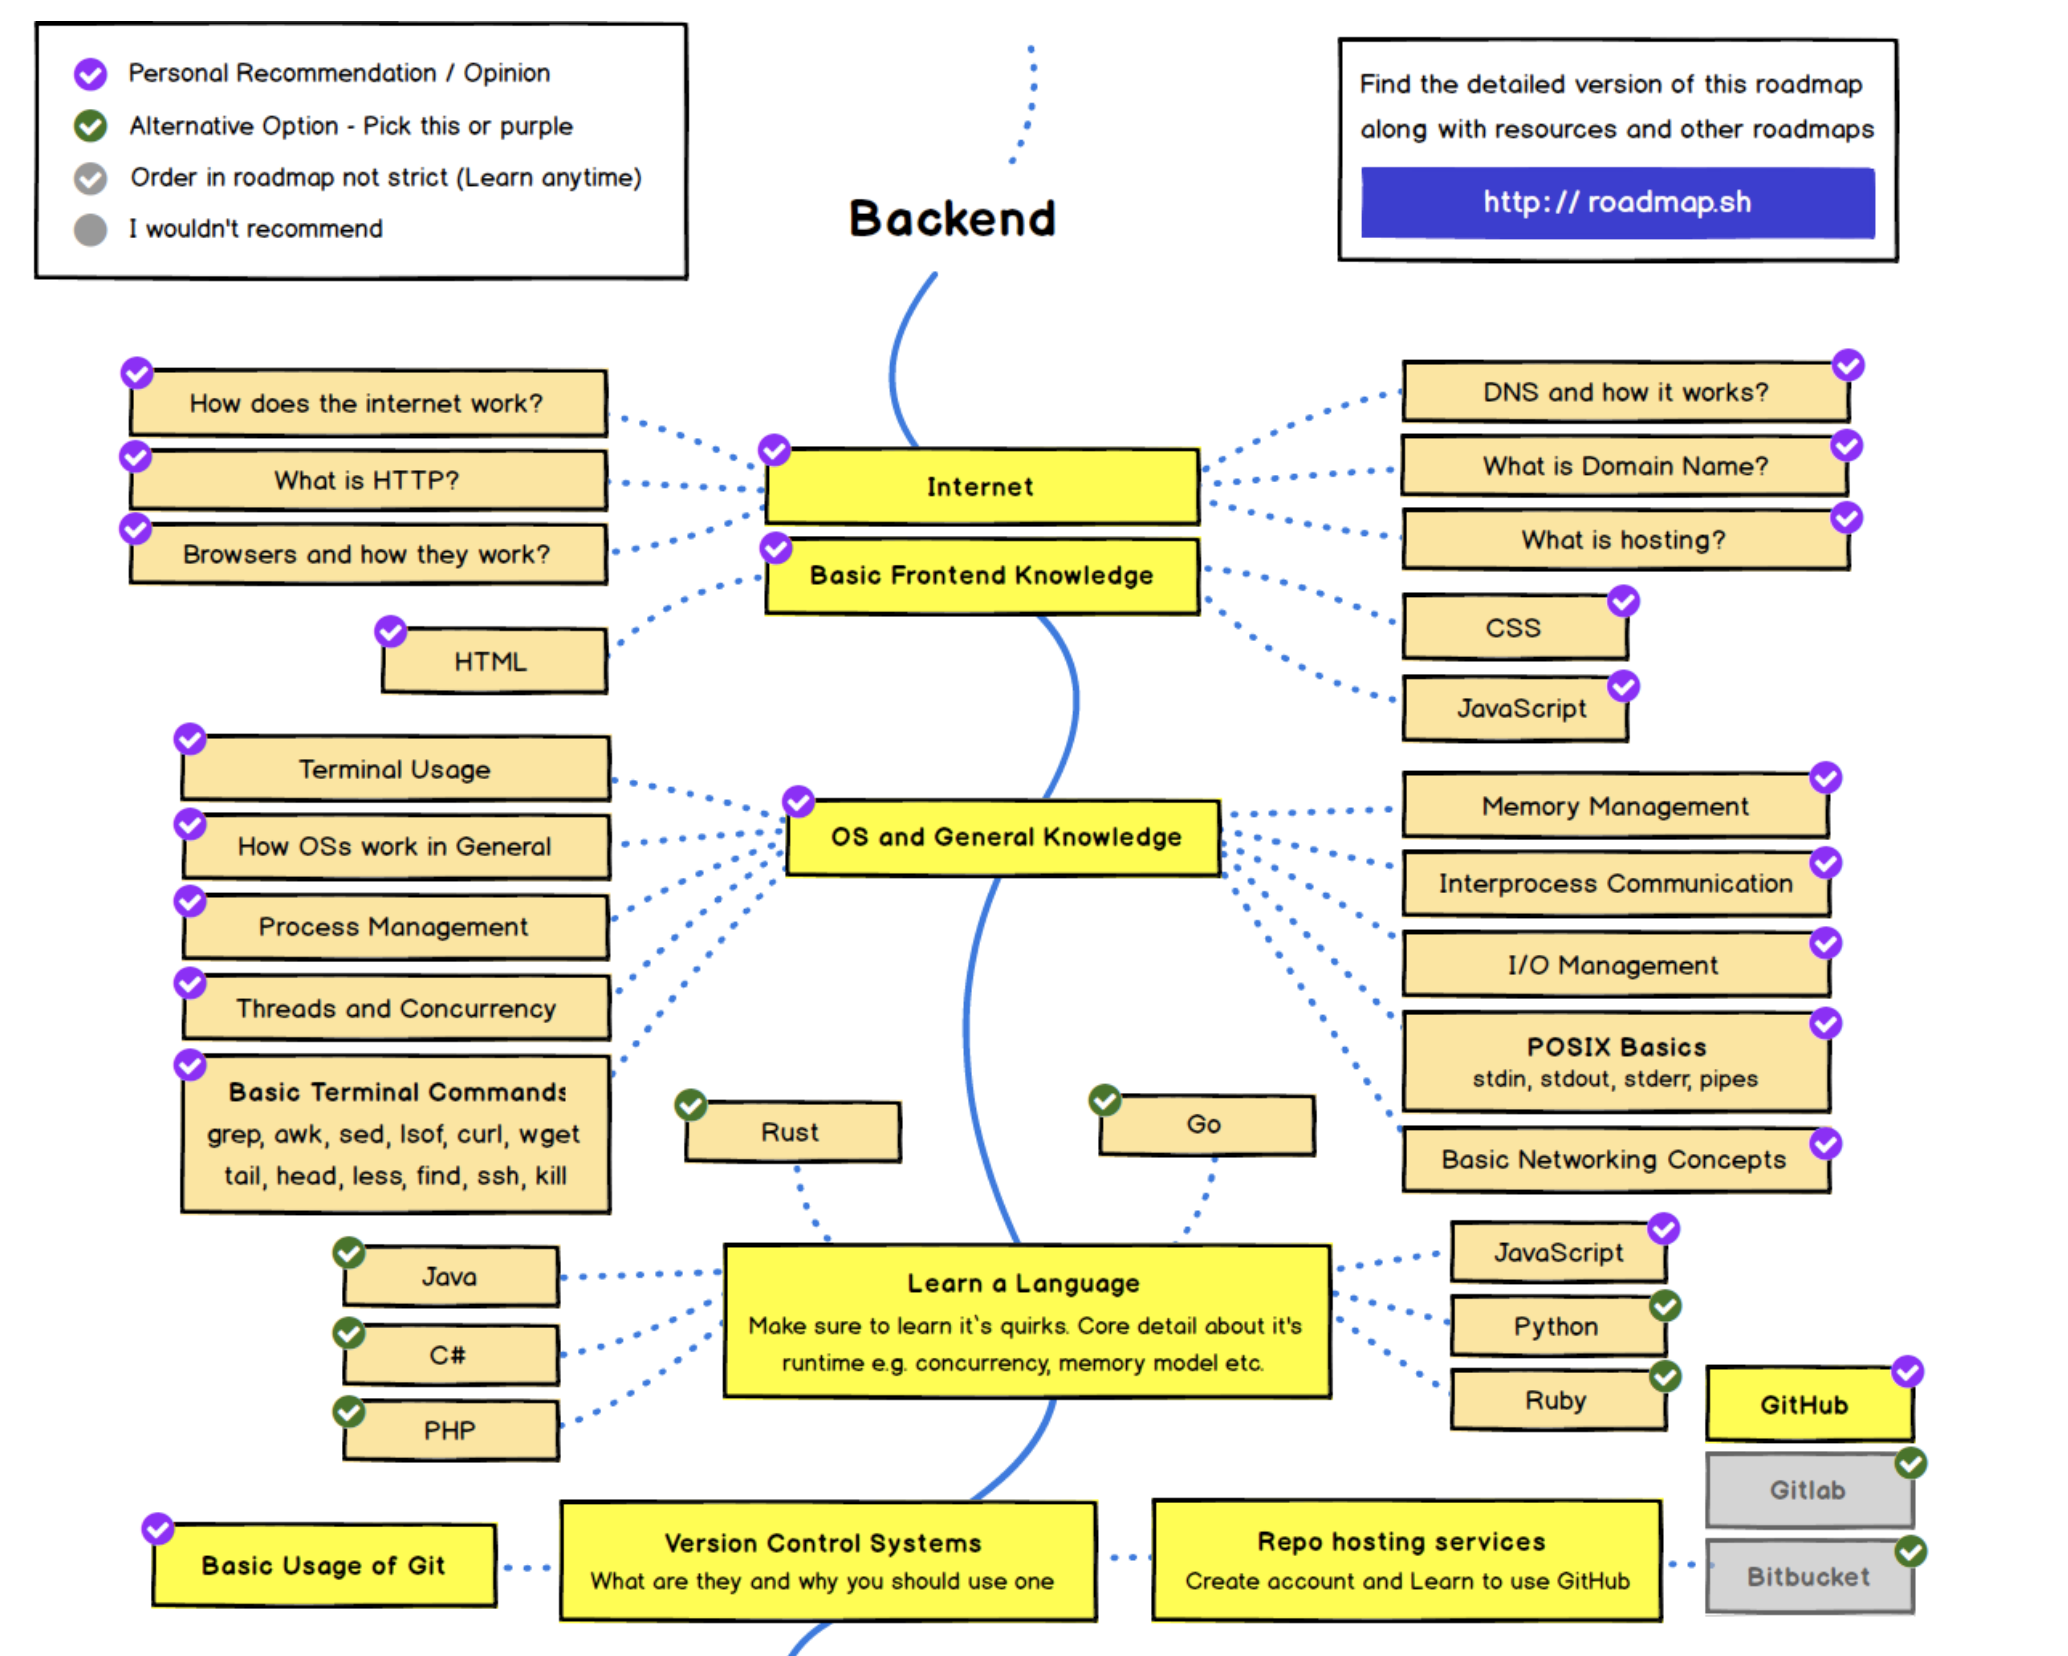 Personal Recommendation / Opinion
Alternative Option - Pick this or purple
Order in roadmap not strict (Learn anytime)
I wouldn't recommend
Find the detailed version of this roadmap
along with resources and other roadmaps
http:// roadmap.sh
Backend
How does the internet work?
What is HTTP?
Browsers and how they work?
Internet
DNS and how it works?
What is Domain Name?
What is hosting?
Basic Frontend Knowledge
HTML
CSS
JavaScript
Terminal Usage
How OSs work in General
Process Management
Threads and Concurrency
Basic Terminal Commands
grep, awk, sed, lsof, curl, wget
tail, head, less, find, ssh, kill
OS and General Knowledge
Memory Management
Interprocess Communication
I/O Management
POSIX Basics
stdin, stdout, stderr, pipes
Basic Networking Concepts
Rust
Go
Java
C#
PHP
Learn a Language
Make sure to learn it`s quirks. Core detail about it's
runtime e.g. concurrency, memory model etc.
JavaScript
Python
Ruby
GitHub
Gitlab
Bitbucket
Basic Usage of Git
Version Control Systems
What are they and why you should use one
Repo hosting services
Create account and Learn to use GitHub